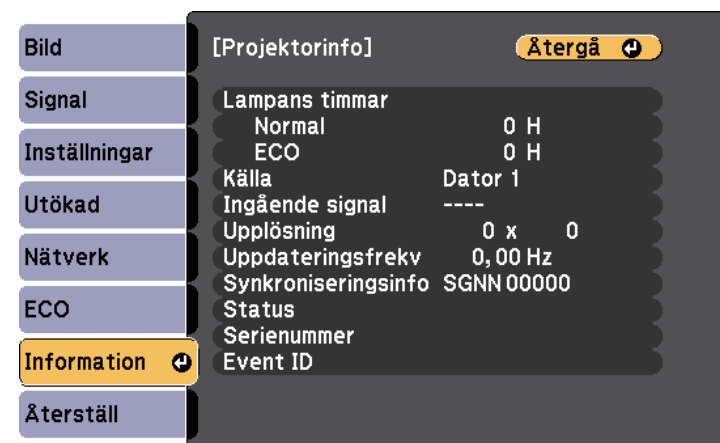 Bild
Signal
Inställningar
Utökad
Nätverk
ECO
Information
Återställ
[Projektorinfo]
Återgå
Lampans timmar
Normal 0 H
ECO 0 H
Källa Dator 1
Ingående signal ----
Upplösning 0 x 0
Uppdateringsfrekv 0,00 Hz
Synkroniseringsinfo SGNN 00000
Status
Serienummer
Event ID